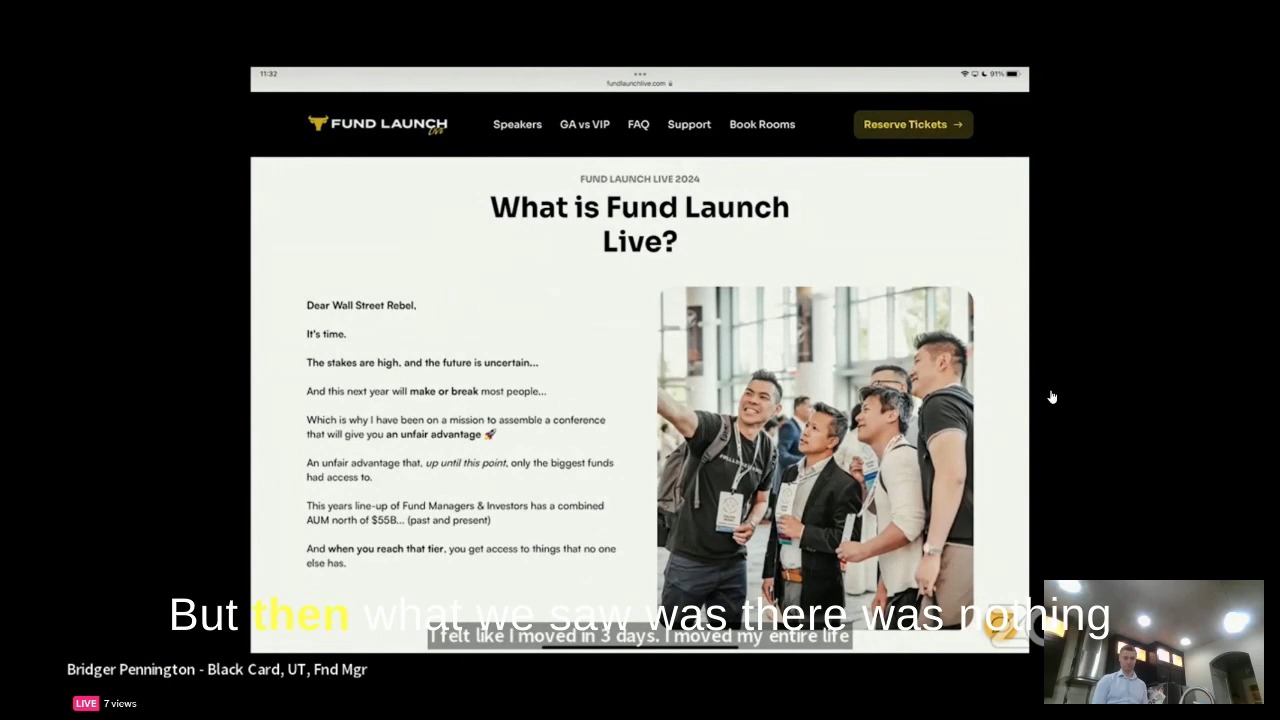 11:32
fundlaunchlive.com
91%
FUND LAUNCH
live
Speakers
GA vs VIP
FAQ
Support
Book Rooms
Reserve Tickets →
FUND LAUNCH LIVE 2024
What is Fund Launch
Live?
Dear Wall Street Rebel,
It's time.
The stakes are high, and the future is uncertain...
And this next year will make or break most people...
Which is why I have been on a mission to assemble a conference
that will give you an unfair advantage 🚀
An unfair advantage that, up until this point, only the biggest funds
had access to.
This years line-up of Fund Managers & Investors has a combined
AUM north of $55B... (past and present)
And when you reach that tier, you get access to things that no one
else has.
But then what we saw was there was nothing
I felt like I moved in 3 days. I moved my entire life
Bridger Pennington - Black Card, UT, Fnd Mgr
LIVE 7 views